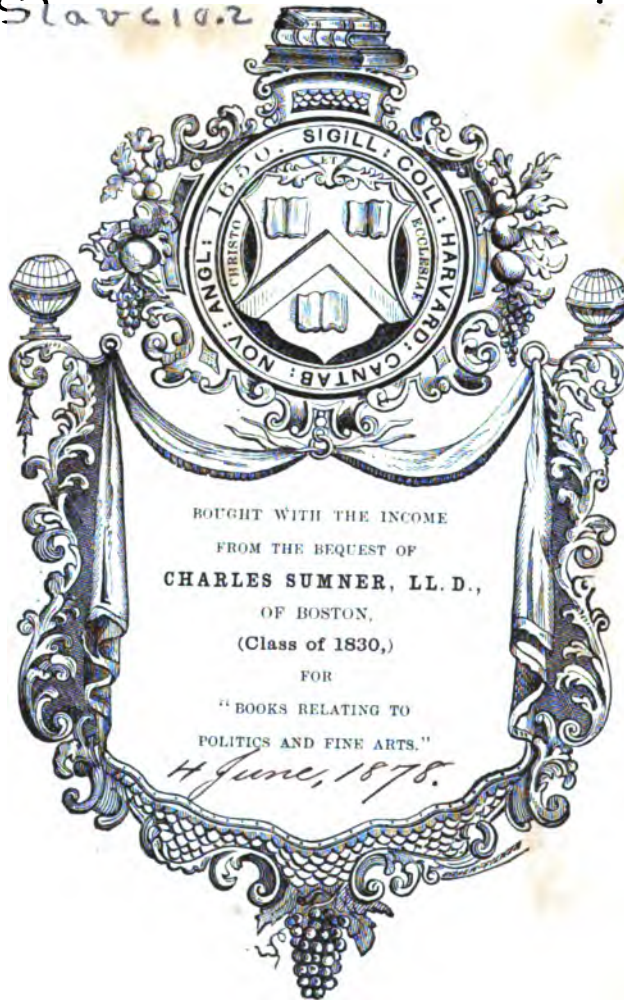 Slav 610.2
SIGILL: COLL: HARVARD: CANTAB: NOV: ANGL: 1650.
ET
CHRISTO
ECCLESIAE
BOUGHT WITH THE INCOME
FROM THE BEQUEST OF
CHARLES SUMNER, LL. D.,
OF BOSTON,
(Class of 1830,)
FOR
"BOOKS RELATING TO
POLITICS AND FINE ARTS."
4 June, 1878.